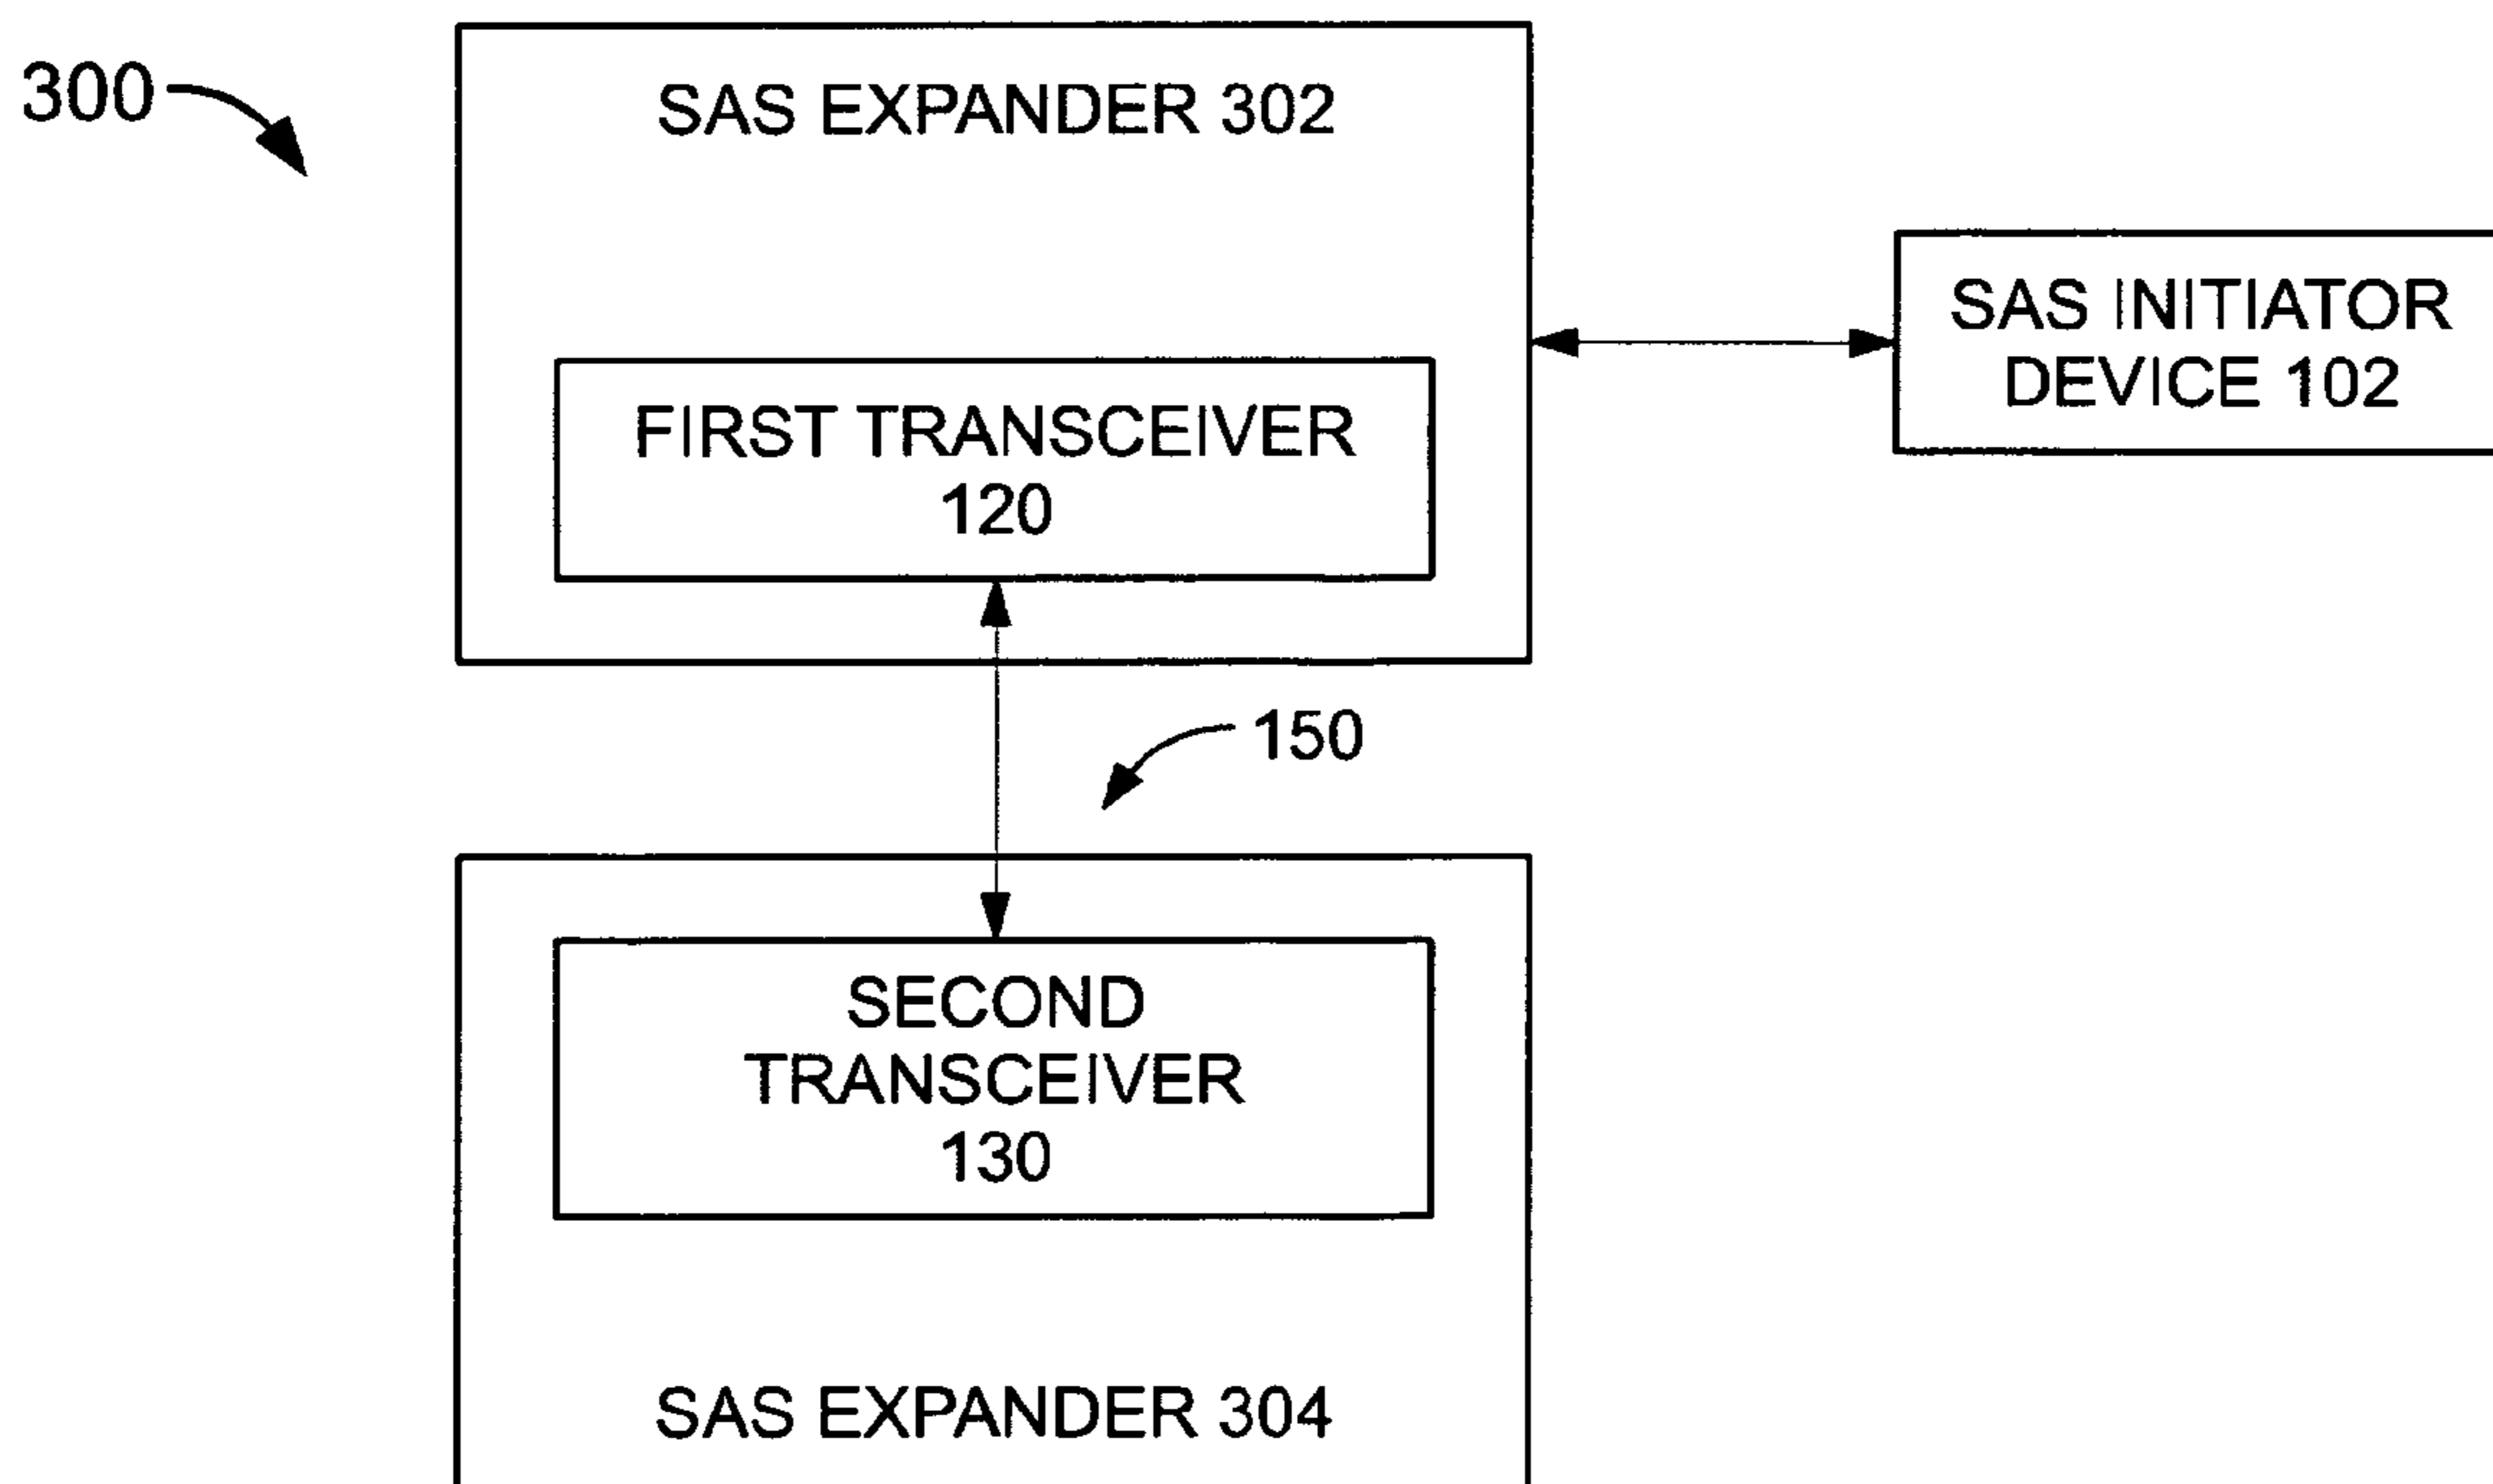 300
SAS EXPANDER 302
SAS INITIATOR
DEVICE 102
FIRST TRANSCEIVER
120
150
SECOND
TRANSCEIVER
130
SAS EXPANDER 304